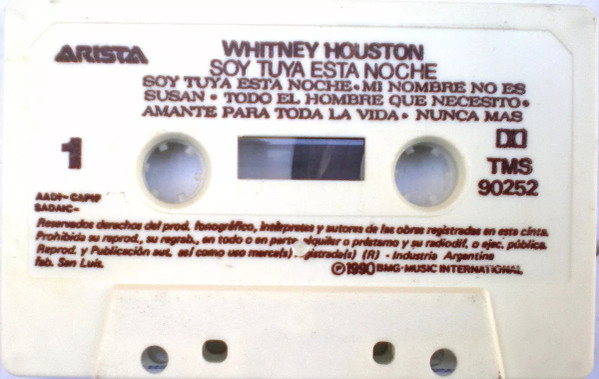 ARISTA
WHITNEY HOUSTON
SOY TUYA ESTA NOCHE
SOY TUYA ESTA NOCHE • MI NOMBRE NO ES
SUSAN • TODO EL HOMBRE QUE NECESITO •
AMANTE PARA TODA LA VIDA • NUNCA MAS
1
TMS
90252
AADI-CAPIF
SADAIC-
Reservados derechos del prod. fonográfico, intérpretes y autores de las obras registradas en esta cinta.
Prohibida su reprod., su regrab., en todo o en parte alquiler o préstamo y su radiodif. o ejec. pública.
Reprod. y Publicación aut. así como uso merce(s) (R) - Industria Argentina
fab. San Luis.
Ⓟ1990 BMG-MUSIC INTERNATIONAL